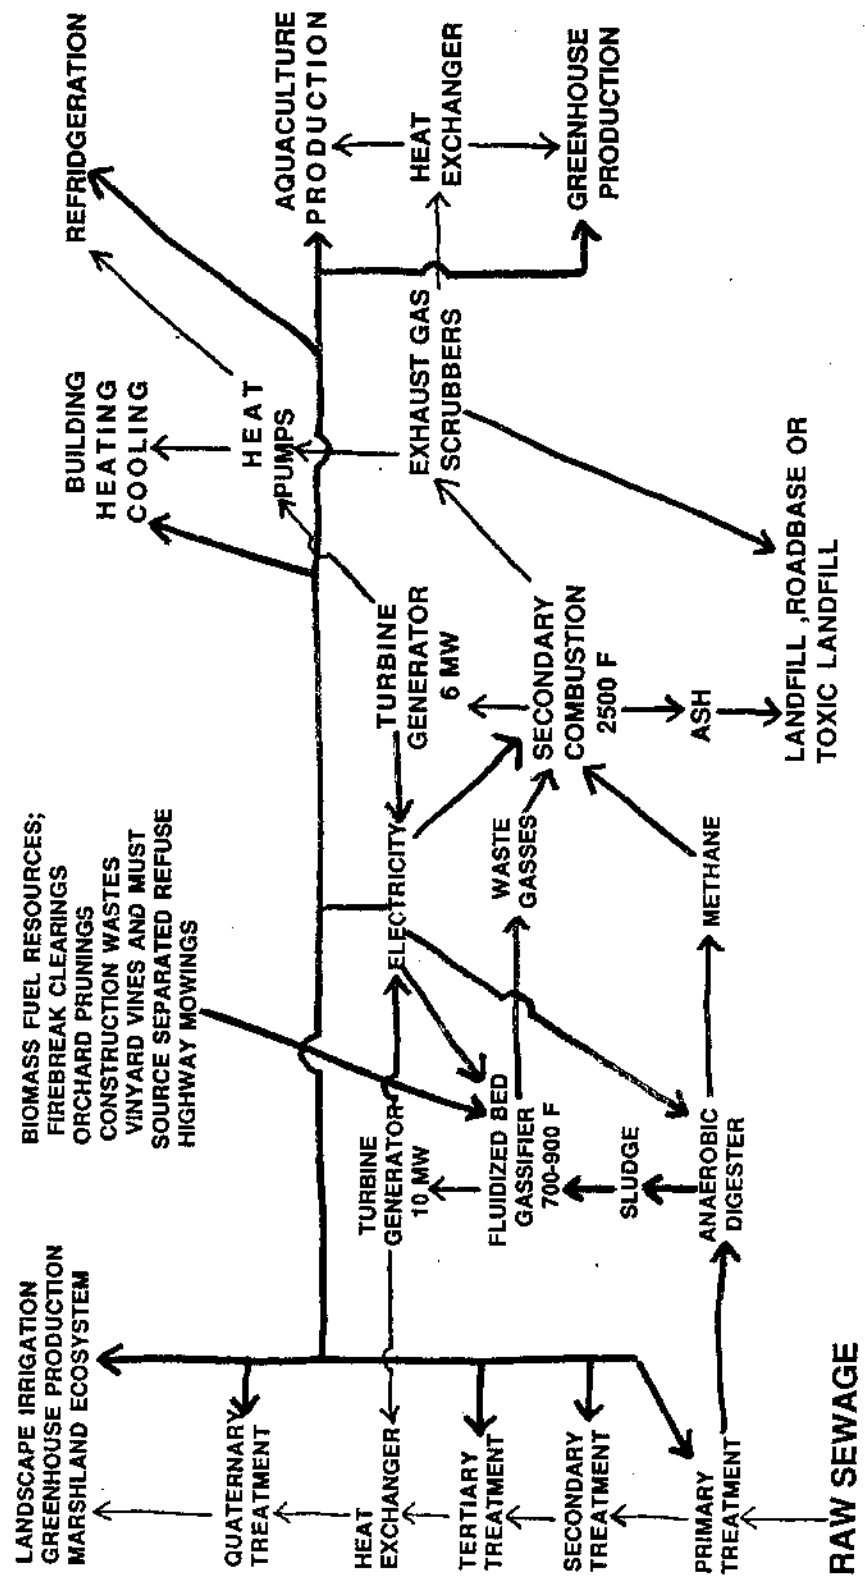 LANDSCAPE IRRIGATION
GREENHOUSE PRODUCTION
MARSHLAND ECOSYSTEM
BIOMASS FUEL RESOURCES;
FIREBREAK CLEARINGS
ORCHARD PRUNINGS
CONSTRUCTION WASTES
VINYARD VINES AND MUST
SOURCE SEPARATED REFUSE
HIGHWAY MOWINGS
BUILDING
HEATING
COOLING
REFRIDGERATION
QUATERNARY
TREATMENT
HEAT
PUMPS
AQUACULTURE
PRODUCTION
HEAT
EXCHANGER
TURBINE
GENERATOR
10 MW
ELECTRICITY
TURBINE
GENERATOR
6 MW
EXHAUST GAS
SCRUBBERS
HEAT
EXCHANGER
TERTIARY
TREATMENT
FLUIDIZED BED
GASSIFIER
700-900 F
WASTE
GASSES
SECONDARY
COMBUSTION
2500 F
GREENHOUSE
PRODUCTION
SECONDARY
TREATMENT
SLUDGE
PRIMARY
TREATMENT
ANAEROBIC
DIGESTER
METHANE
ASH
RAW SEWAGE
LANDFILL ,ROADBASE OR
TOXIC LANDFILL